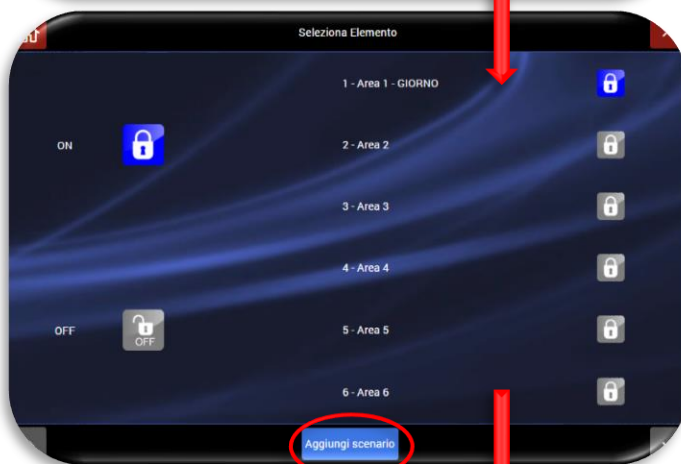 Seleziona Elemento
1 - Area 1 - GIORNO
ON
2 - Area 2
3 - Area 3
4 - Area 4
OFF
OFF
5 - Area 5
6 - Area 6
Aggiungi scenario